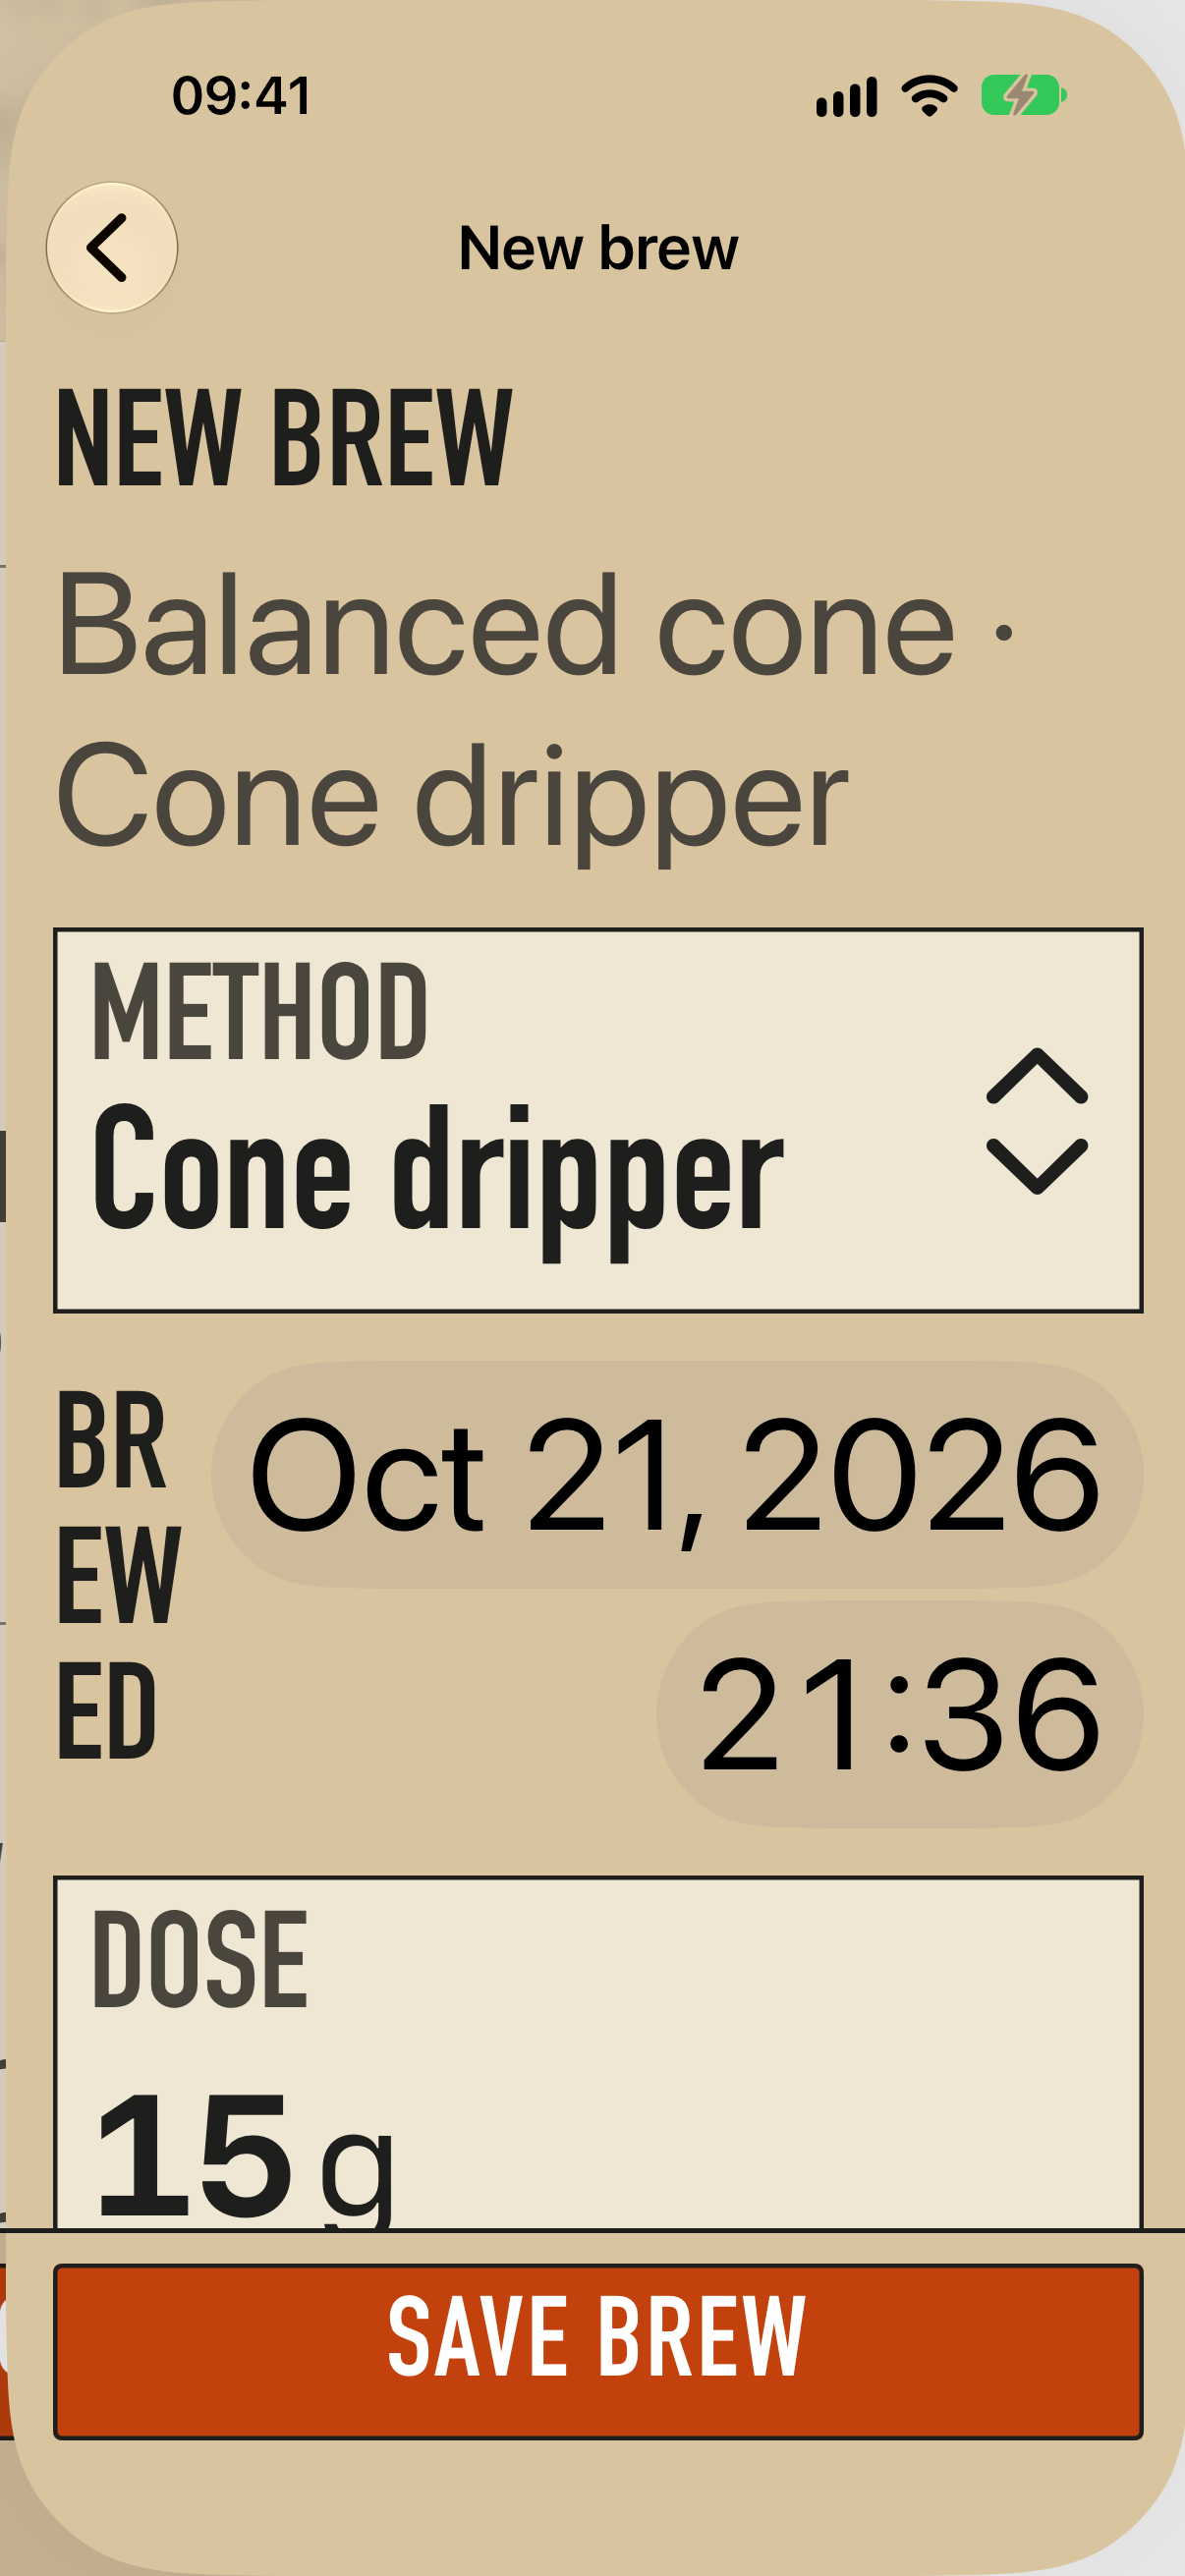 09:41
New brew
NEW BREW
Balanced cone ·
Cone dripper
METHOD
Cone dripper
BR
EW
ED
Oct 21, 2026
21:36
DOSE
15 g
SAVE BREW